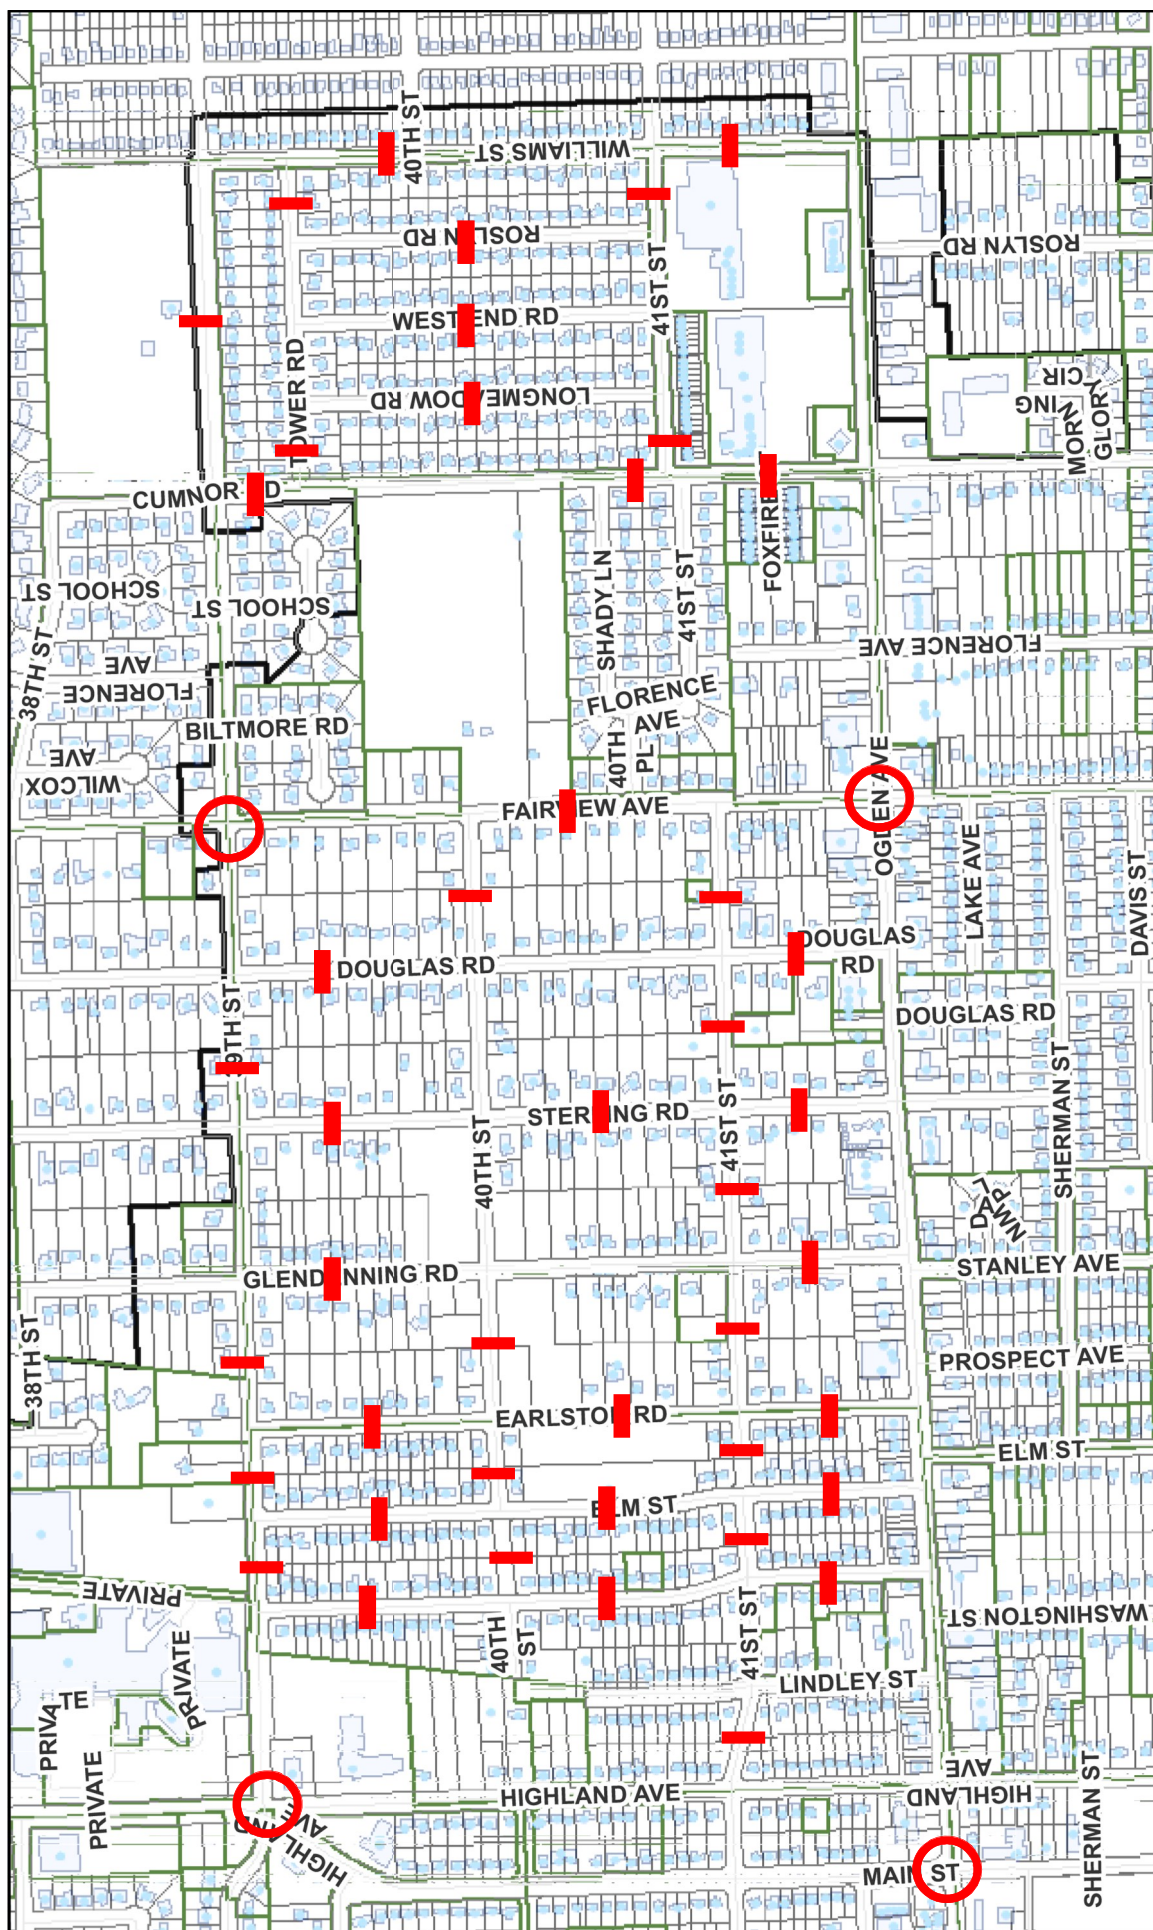 40TH ST
WILLIAMS ST
ROSLYN RD
ROSLYN RD
41ST ST
WESTEND RD
TOWER RD
LONGMEADOW RD
MORN
ING
GLORY
CIR
CUMNOR RD
FOXFIRE
SCHOOL ST
SCHOOL ST
SHADY LN
41ST ST
38TH ST
FLORENCE
AVE
FLORENCE AVE
FLORENCE
AVE
BILTMORE RD
40TH
PL
WILCOX
AVE
FAIRVIEW AVE
OGDEN AVE
LAKE AVE
DAVIS ST
DOUGLAS RD
DOUGLAS
RD
DOUGLAS RD
39TH ST
STERLING RD
40TH ST
41ST ST
SHERMAN ST
GLENDENNING RD
STANLEY AVE
38TH ST
PROSPECT AVE
EARLSTON RD
ELM ST
ELM ST
PRIVATE
WASHINGTON ST
40TH
ST
41ST ST
PRIVATE
LINDLEY ST
PRIVATE
PRIVATE
PRIVATE
HIGHLAND AVE
HIGHLAND
AVE
HIGHLAND
AVE
SHERMAN ST
MAIN ST